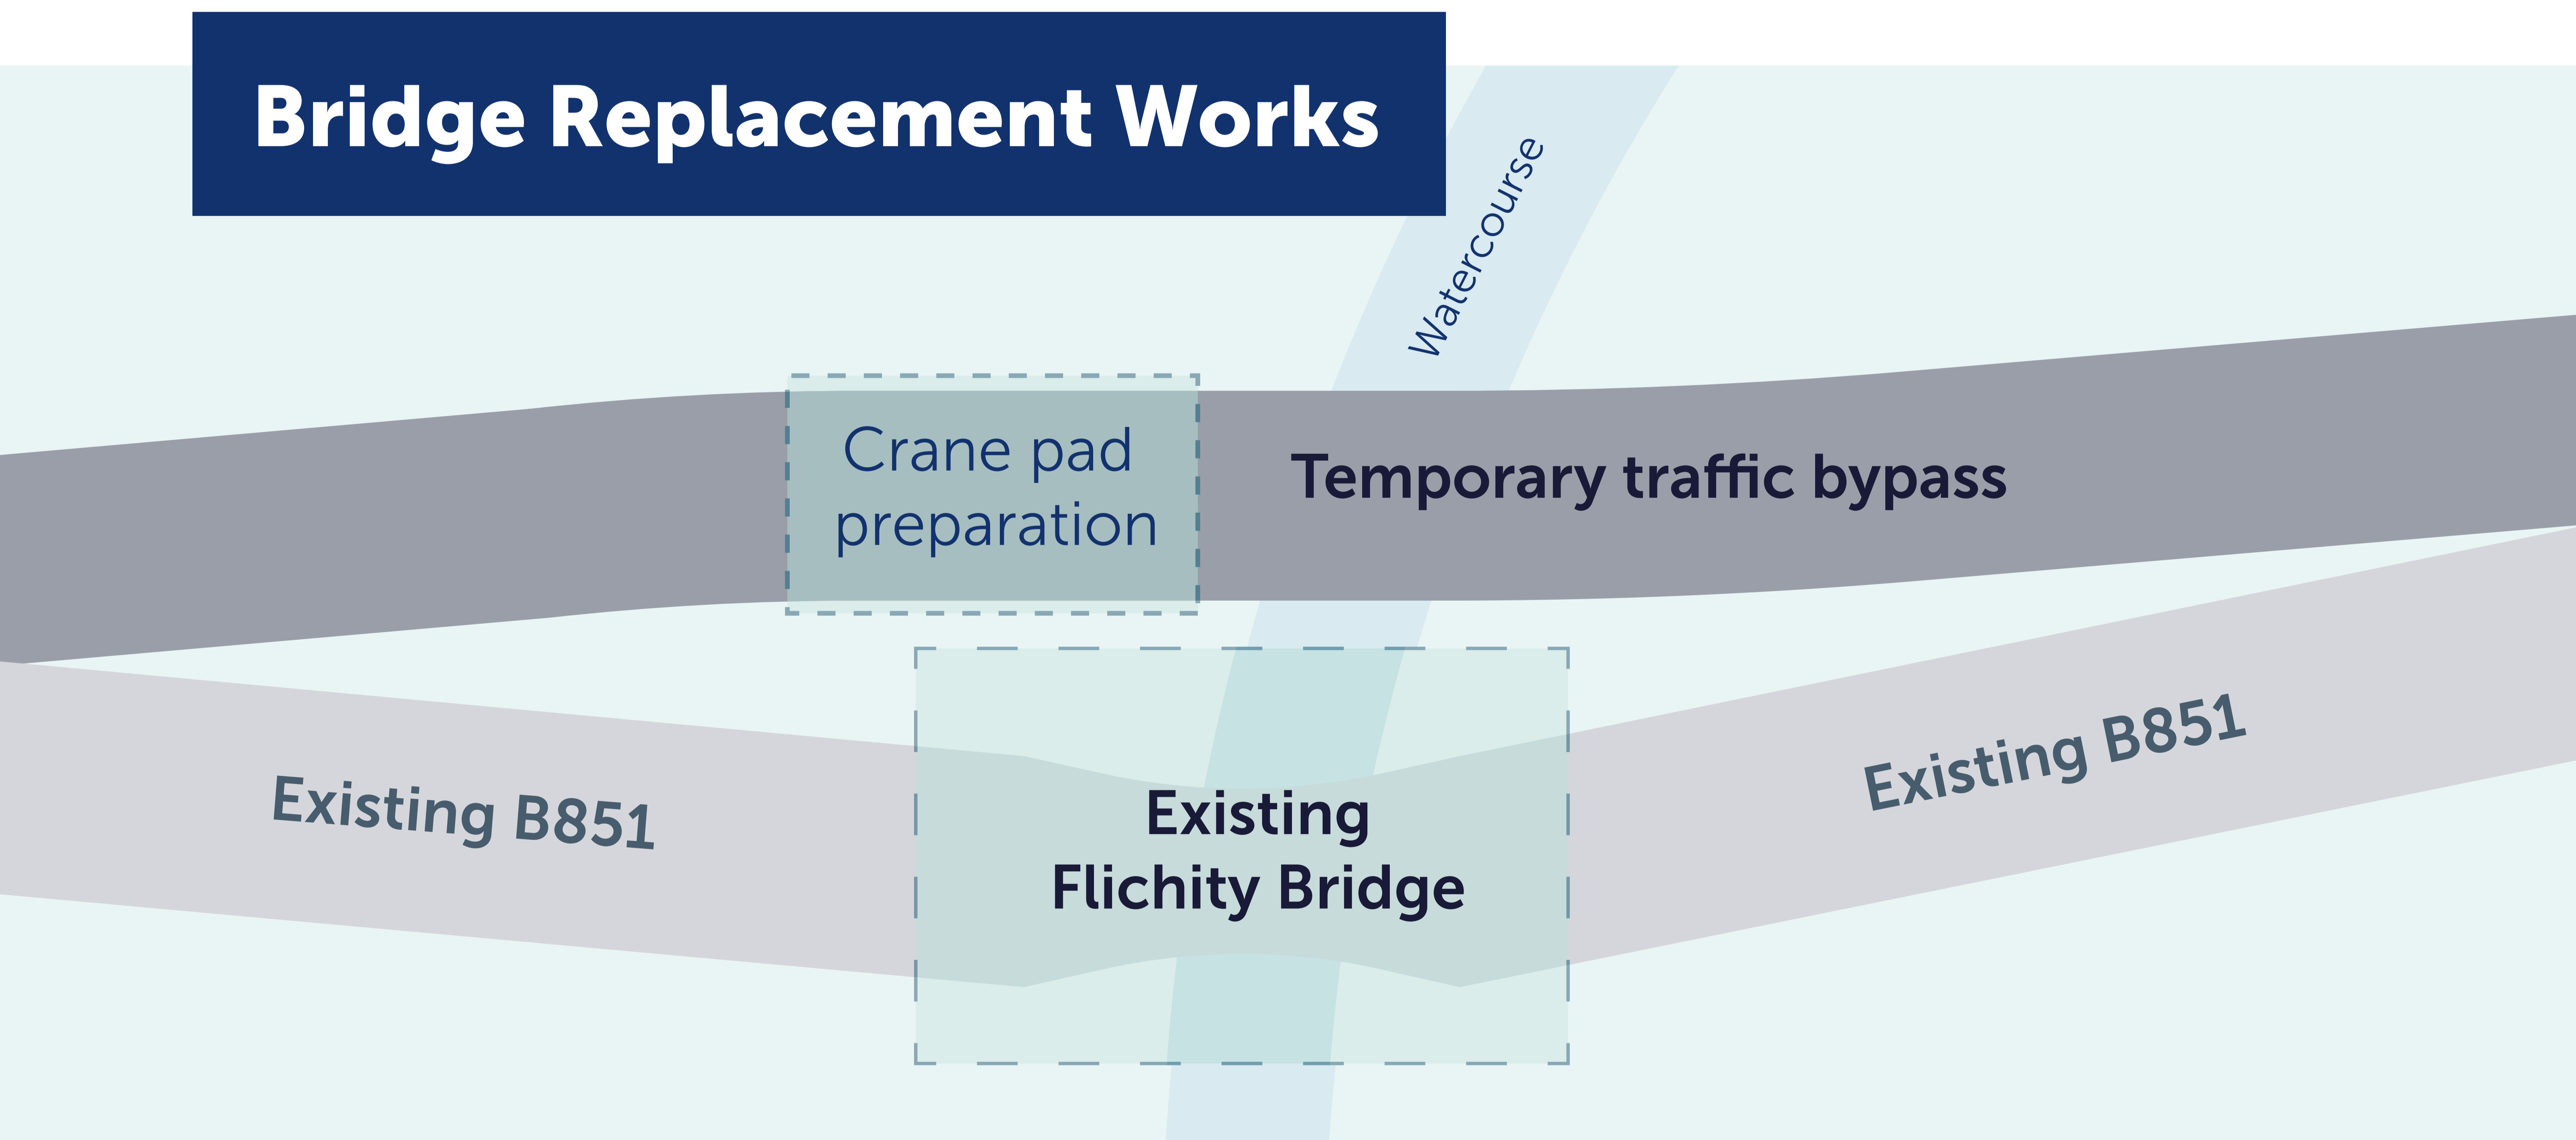 Bridge Replacement Works
Watercourse
Crane pad
preparation
Temporary traffic bypass
Existing B851
Existing
Flichity Bridge
Existing B851